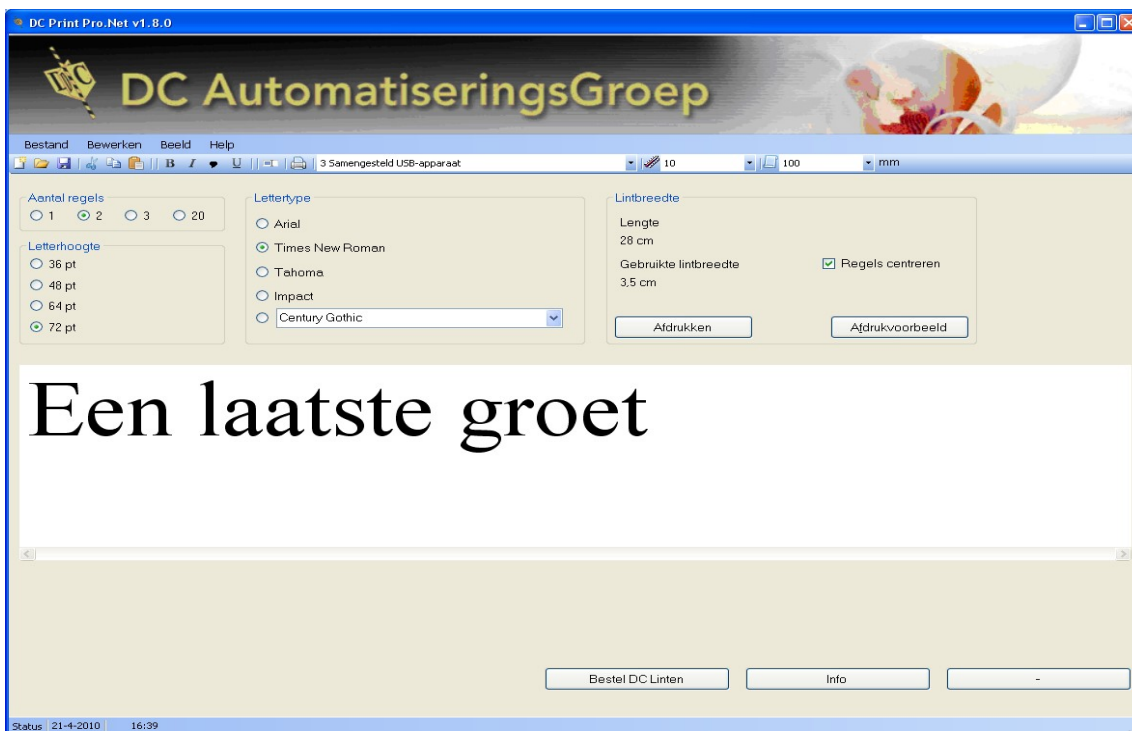 DC Print Pro.Net v1.8.0
DC AutomatiseringsGroep
Bestand Bewerken Beeld Help
B I U 3 Samengesteld USB-apparaat 10 100 mm
Aantal regels
1 2 3 20
Letterhoogte
36 pt
48 pt
64 pt
72 pt
Lettertype
Arial
Times New Roman
Tahoma
Impact
Century Gothic
Lintbreedte
Lengte
28 cm
Gebruikte lintbreedte
3,5 cm
Regels centreren
Afdrukken Afdrukvoorbeeld
Een laatste groet
Bestel DC Linten Info -
Status 21-4-2010 16:39